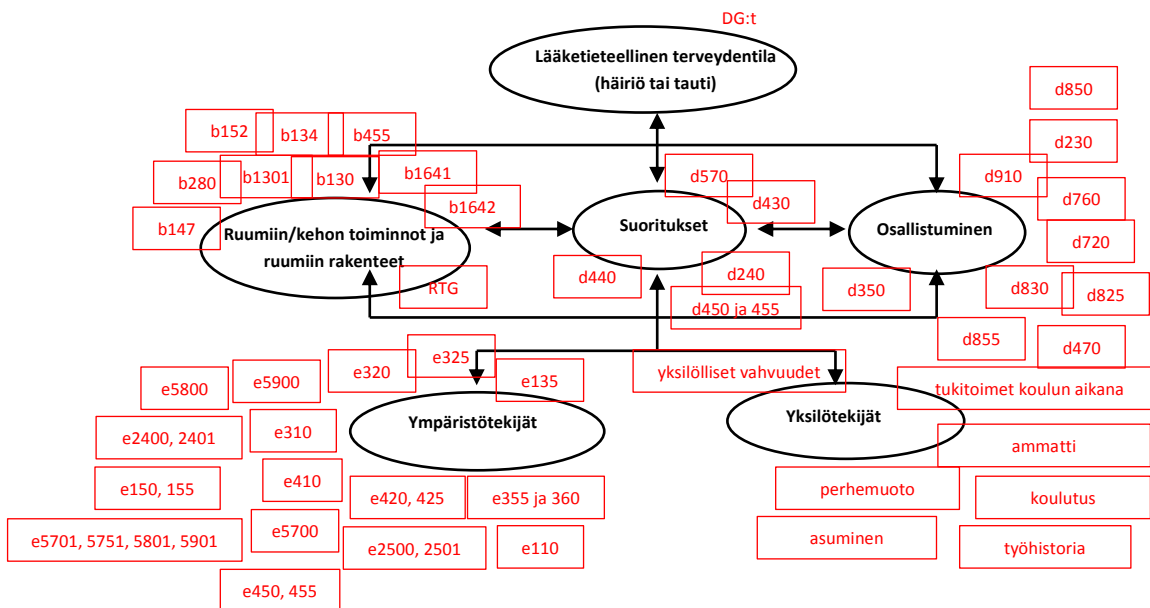 DG:t
Lääketieteellinen terveydentila
(häiriö tai tauti)
d850
b152
b134
b455
d230
b280
b1301
b130
b1641
d570
d910
b147
b1642
d430
d760
Ruumiin/kehon toiminnot ja
ruumiin rakenteet
Suoritukset
Osallistuminen
d720
d440
d240
RTG
d350
d830
d825
d450 ja 455
d855
d470
e320
e325
e135
yksilölliset vahvuudet
e5800
e5900
tukitoimet koulun aikana
Ympäristötekijät
Yksilötekijät
e2400, 2401
e310
ammatti
e150, 155
e410
e420, 425
e355 ja 360
perhemuoto
koulutus
e5701, 5751, 5801, 5901
e5700
e2500, 2501
e110
asuminen
työhistoria
e450, 455